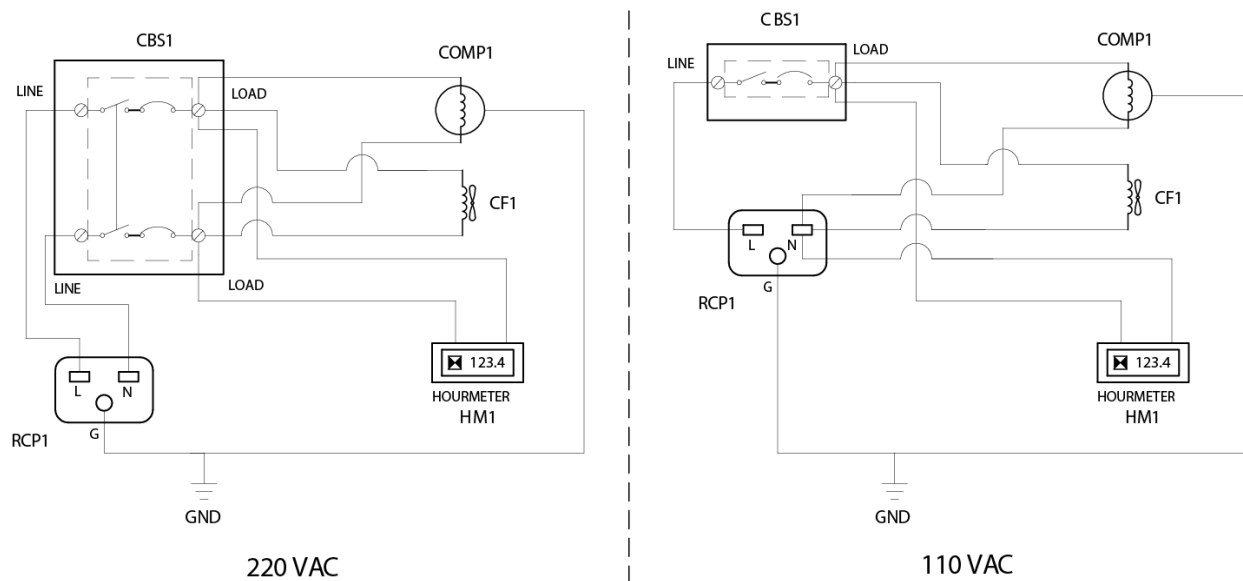 CBS1
COMP1
LINE
LOAD
CF1
LINE
LOAD
L
N
G
RCP1
123.4
HOURMETER
HM1
GND
220 VAC
CBS1
LINE
LOAD
COMP1
CF1
L
N
G
RCP1
123.4
HOURMETER
HM1
GND
110 VAC